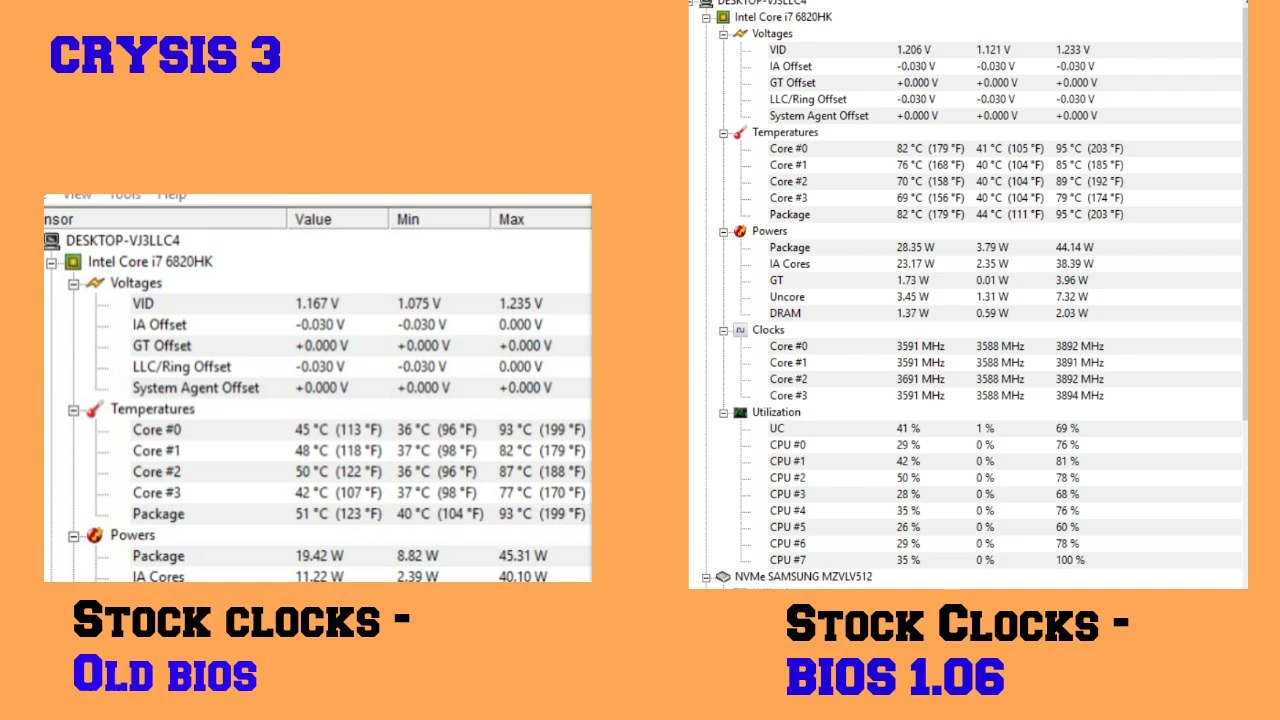 CRYSIS 3
View Tools Help
nsor Value Min Max
DESKTOP-VJ3LLC4
Intel Core i7 6820HK
Voltages
VID 1.167 V 1.075 V 1.235 V
IA Offset -0.030 V -0.030 V 0.000 V
GT Offset +0.000 V +0.000 V +0.000 V
LLC/Ring Offset -0.030 V -0.030 V 0.000 V
System Agent Offset +0.000 V +0.000 V +0.000 V
Temperatures
Core #0 45 °C (113 °F) 36 °C (96 °F) 93 °C (199 °F)
Core #1 48 °C (118 °F) 37 °C (98 °F) 82 °C (179 °F)
Core #2 50 °C (122 °F) 36 °C (96 °F) 87 °C (188 °F)
Core #3 42 °C (107 °F) 37 °C (98 °F) 77 °C (170 °F)
Package 51 °C (123 °F) 40 °C (104 °F) 93 °C (199 °F)
Powers
Package 19.42 W 8.82 W 45.31 W
IA Cores 11.22 W 2.39 W 40.10 W
STOCK CLOCKS -
OLD BIOS
DESKTOP-VJ3LLC4
Intel Core i7 6820HK
Voltages
VID 1.206 V 1.121 V 1.233 V
IA Offset -0.030 V -0.030 V -0.030 V
GT Offset +0.000 V +0.000 V +0.000 V
LLC/Ring Offset -0.030 V -0.030 V -0.030 V
System Agent Offset +0.000 V +0.000 V +0.000 V
Temperatures
Core #0 82 °C (179 °F) 41 °C (105 °F) 95 °C (203 °F)
Core #1 76 °C (168 °F) 40 °C (104 °F) 85 °C (185 °F)
Core #2 70 °C (158 °F) 40 °C (104 °F) 89 °C (192 °F)
Core #3 69 °C (156 °F) 40 °C (104 °F) 79 °C (174 °F)
Package 82 °C (179 °F) 44 °C (111 °F) 95 °C (203 °F)
Powers
Package 28.35 W 3.79 W 44.14 W
IA Cores 23.17 W 2.35 W 38.39 W
GT 1.73 W 0.01 W 3.96 W
Uncore 3.45 W 1.31 W 7.32 W
DRAM 1.37 W 0.59 W 2.03 W
Clocks
Core #0 3591 MHz 3588 MHz 3892 MHz
Core #1 3591 MHz 3588 MHz 3891 MHz
Core #2 3691 MHz 3588 MHz 3892 MHz
Core #3 3591 MHz 3588 MHz 3894 MHz
Utilization
UC 41 % 1 % 69 %
CPU #0 29 % 0 % 76 %
CPU #1 42 % 0 % 81 %
CPU #2 50 % 0 % 78 %
CPU #3 28 % 0 % 68 %
CPU #4 35 % 0 % 76 %
CPU #5 26 % 0 % 60 %
CPU #6 29 % 0 % 78 %
CPU #7 35 % 0 % 100 %
NVMe SAMSUNG MZVLV512
STOCK CLOCKS -
BIOS 1.06